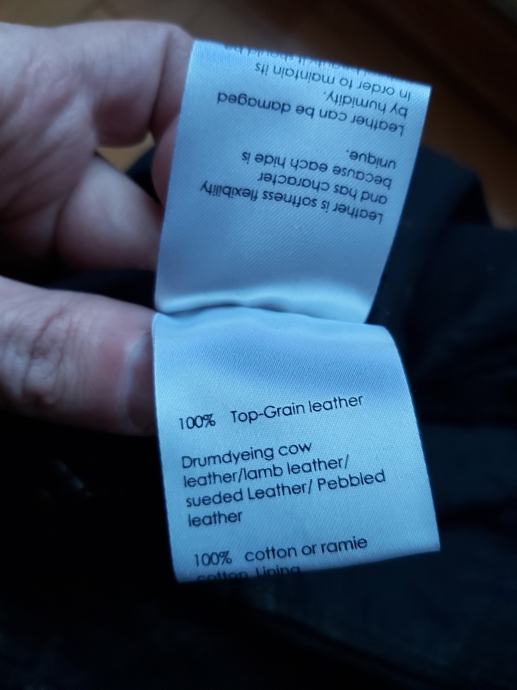 100% Top-Grain leather
Drumdyeing cow
leather/lamb leather/
sueded Leather/ Pebbled
leather
100% cotton or ramie
cotton Lining
Leather is softness flexibility
and has character
because each hide is
unique.
Leather can be damaged
by humidity.
In order to maintain its